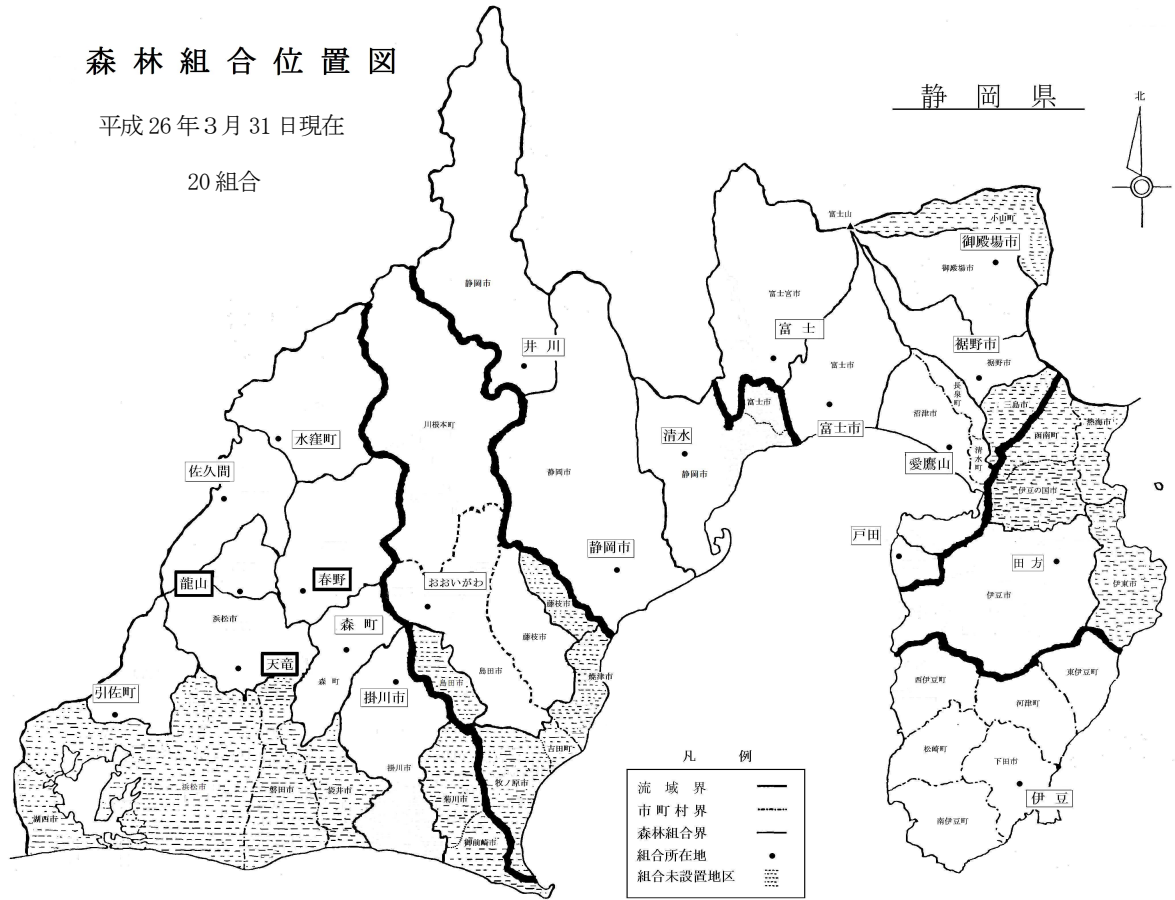 森林組合位置図
平成26年3月31日現在
20組合
静岡県
北
富士山
小山町
御殿場市
御殿場市
静岡市
富士宮市
富士
井川
裾野市
裾野市
富士市
長泉町
三島市
富士市
沼津市
熱海市
函南町
川根本町
水窪町
清水
富士市
清水町
愛鷹山
佐久間
静岡市
静岡市
伊豆の国市
戸田
静岡市
田方
龍山
春野
おおいがわ
伊東市
伊豆市
藤枝市
浜松市
森町
藤枝市
天竜
東伊豆町
島田市
焼津市
森町
島田市
西伊豆町
引佐町
掛川市
河津町
吉田町
松崎町
下田市
掛川市
牧ノ原市
浜松市
磐田市
袋井市
菊川市
伊豆
湖西市
南伊豆町
御前崎市
凡例
流域界
市町村界
森林組合界
組合所在地
組合未設置地区